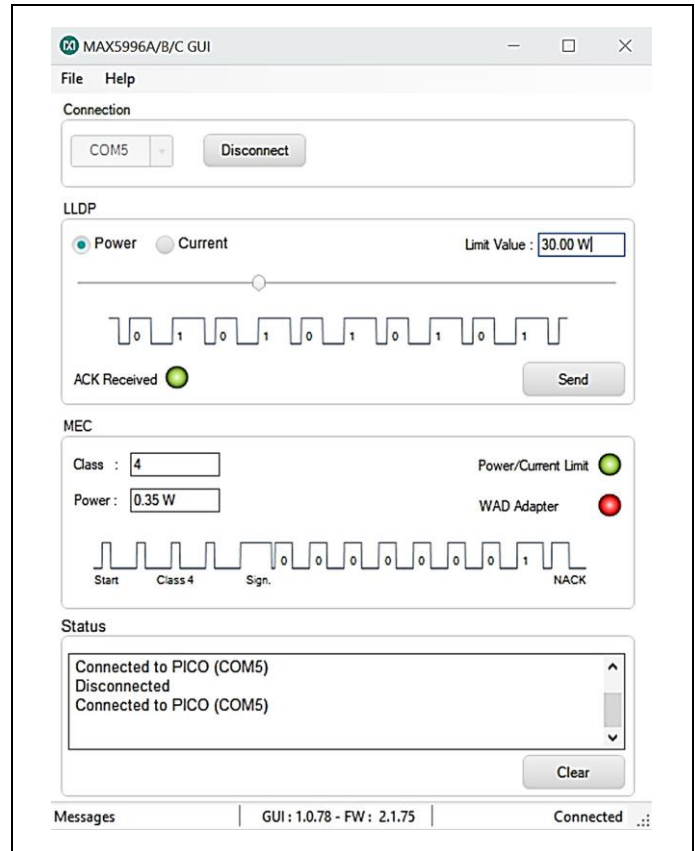 MAX5996A/B/C GUI
File Help
Connection
COM5 Disconnect
LLDP
Power Current Limit Value : 30.00 W
0 1 0 1 0 1 0 1 0 1
ACK Received Send
MEC
Class : 4 Power/Current Limit
Power : 0.35 W WAD Adapter
0 0 0 0 0 0 0 1
Start Class 4 Sign. NACK
Status
Connected to PICO (COM5)
Disconnected
Connected to PICO (COM5)
Clear
Messages GUI : 1.0.78 - FW : 2.1.75 Connected